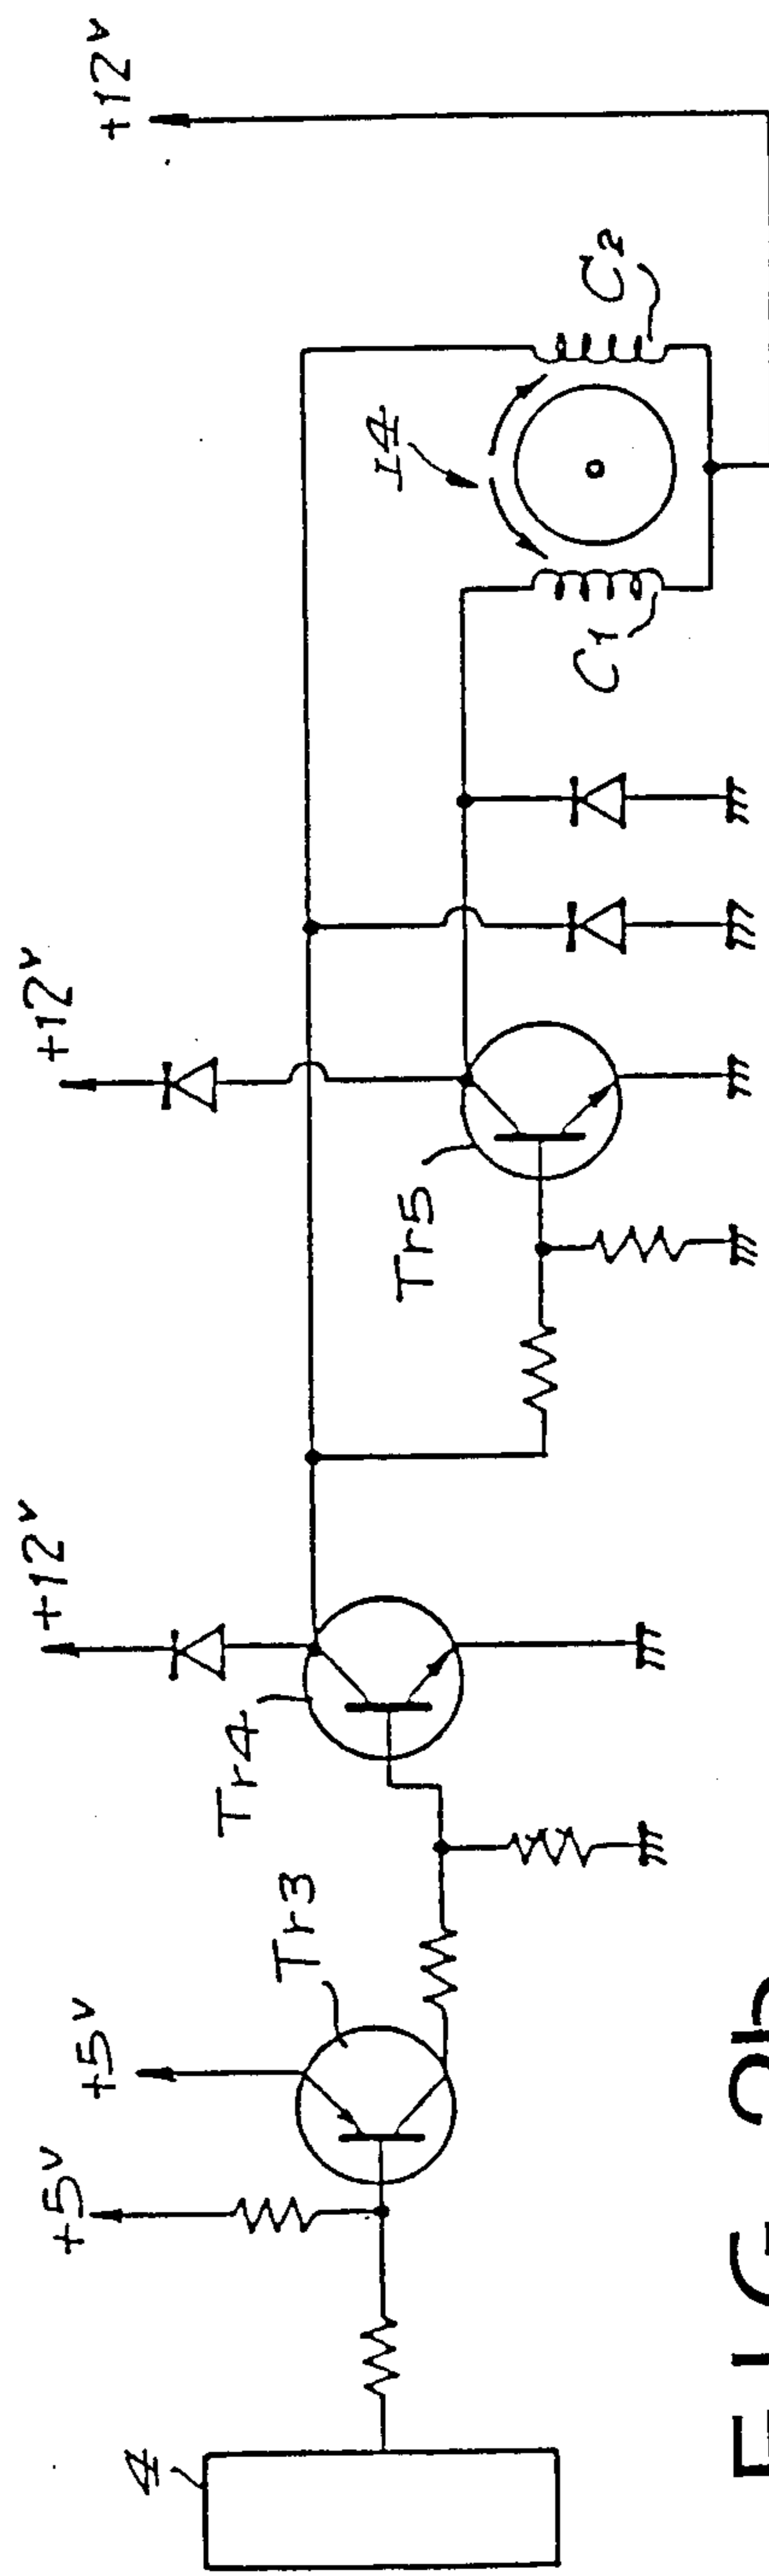 4
+5V
+5V
Tr3
Tr4
+12V
Tr5
+12V
14
C1
C2
+12V
FIG. 2b